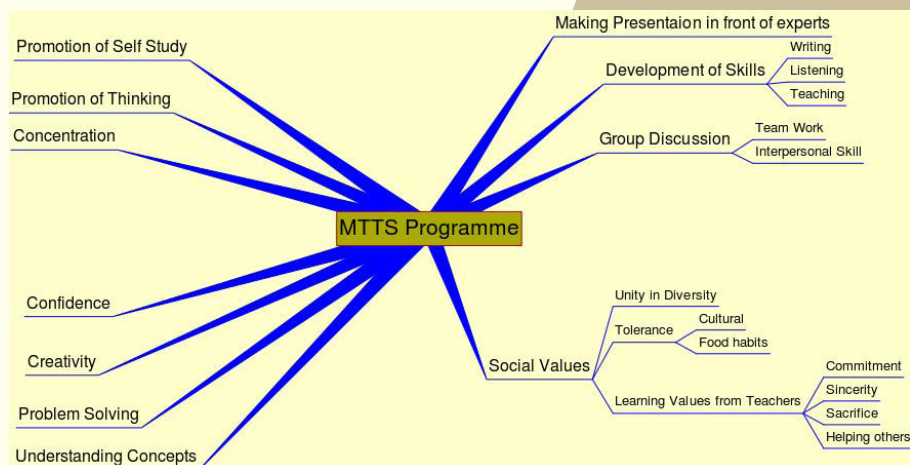 Promotion of Self Study
Promotion of Thinking
Concentration
Confidence
Creativity
Problem Solving
Understanding Concepts
MTTS Programme
Making Presentaion in front of experts
Development of Skills
Writing
Listening
Teaching
Group Discussion
Team Work
Interpersonal Skill
Social Values
Unity in Diversity
Tolerance
Cultural
Food habits
Learning Values from Teachers
Commitment
Sincerity
Sacrifice
Helping others